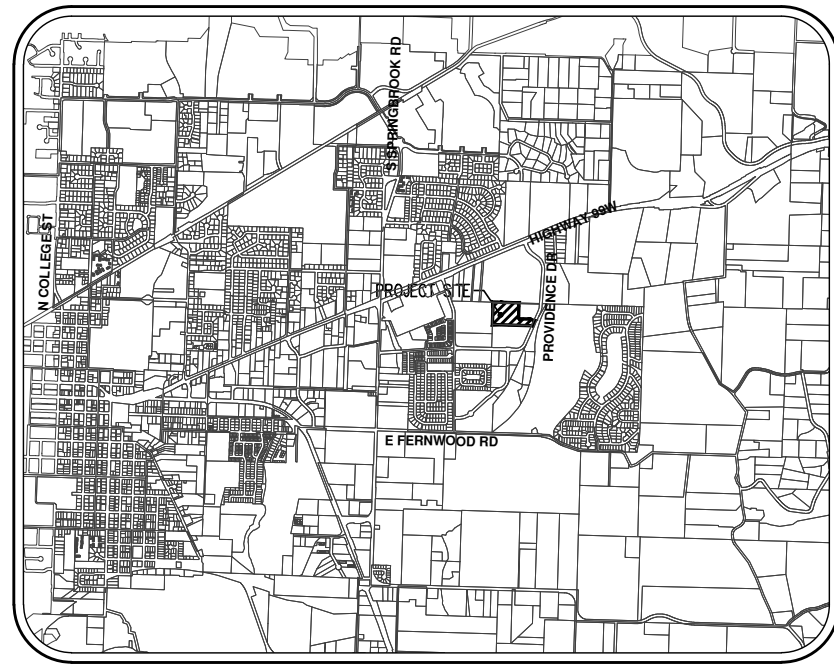 S SPRINGBROOK RD
N COLLEGE ST
HIGHWAY 99W
PROVIDENCE DR
PROJECT SITE
E FERNWOOD RD